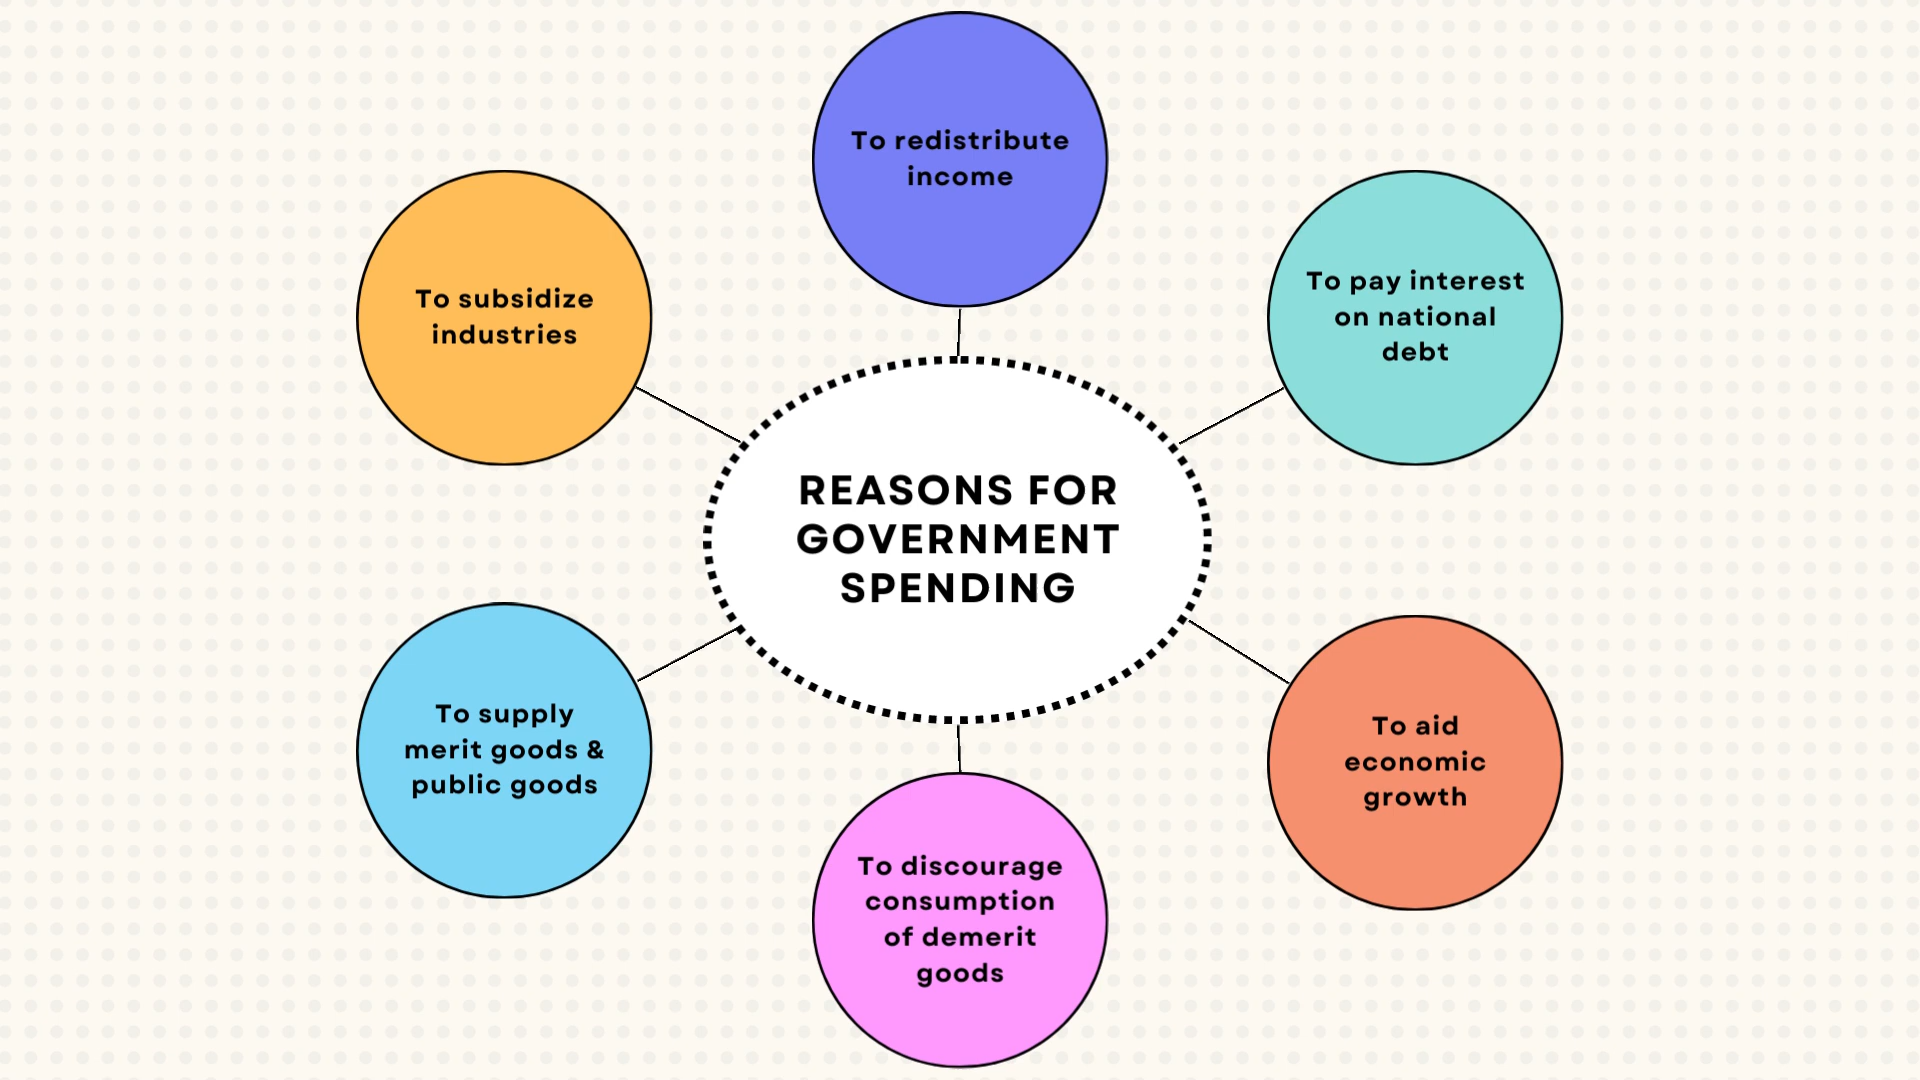 To redistribute
income
To subsidize
industries
To pay interest
on national
debt
REASONS FOR
GOVERNMENT
SPENDING
To supply
merit goods &
public goods
To aid
economic
growth
To discourage
consumption
of demerit
goods